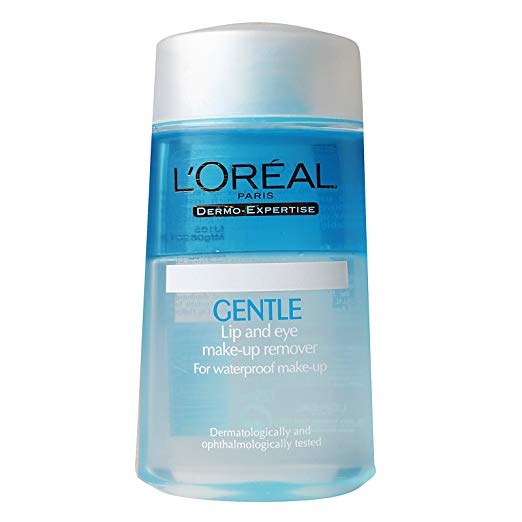 L'ORÉAL
PARIS
DERMO-EXPERTISE
GENTLE
Lip and eye
make-up remover
For waterproof make-up
Dermatologically and
ophthalmologically tested